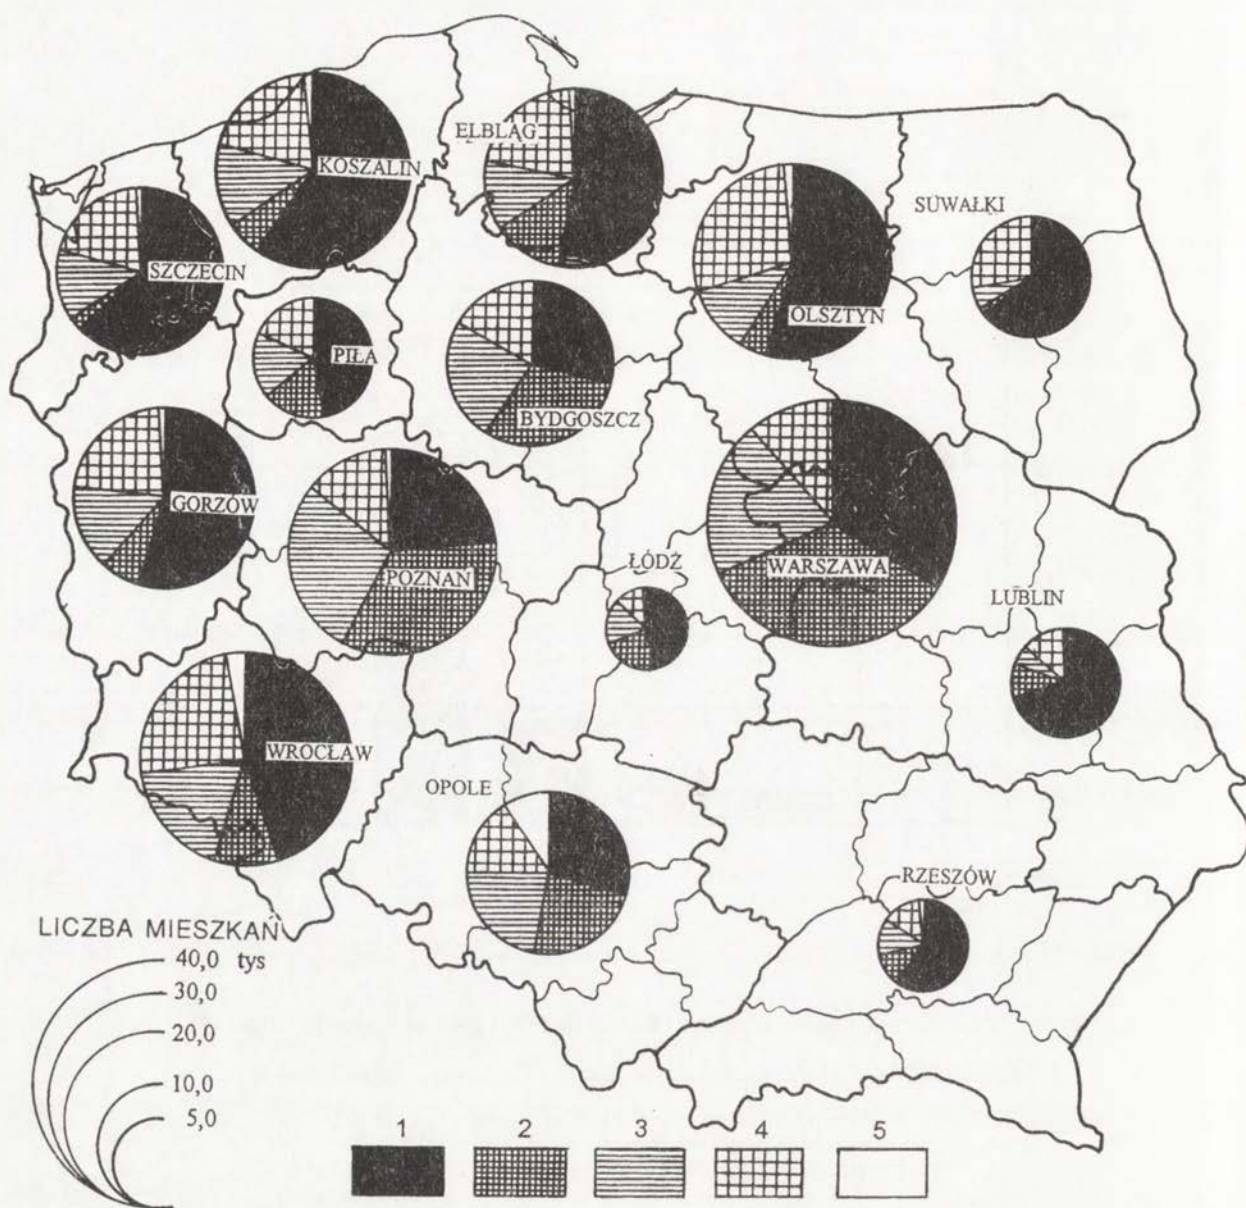 ELBLĄG
KOSZALIN
SUWAŁKI
SZCZECIN
OLSZTYN
PIŁA
BYDGOSZCZ
GORZÓW
POZNAŃ
ŁÓDŹ
WARSZAWA
LUBLIN
WROCŁAW
OPOLE
RZESZÓW
LICZBA MIESZKAŃ
40,0 tys
30,0
20,0
10,0
5,0
1 2 3 4 5